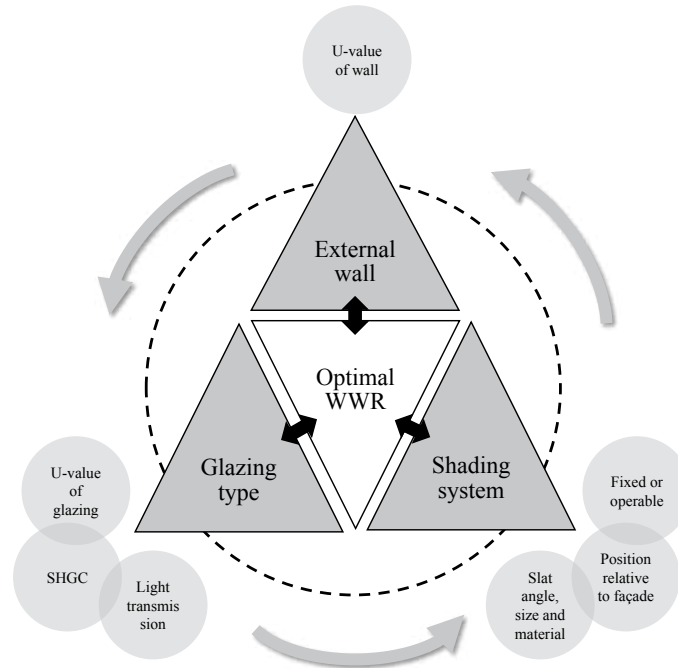 U-value
of wall
External
wall
Optimal
WWR
Glazing
type
Shading
system
U-value
of
glazing
SHGC
Light
transmis
sion
Fixed or
operable
Position
relative
to façade
Slat
angle,
size and
material